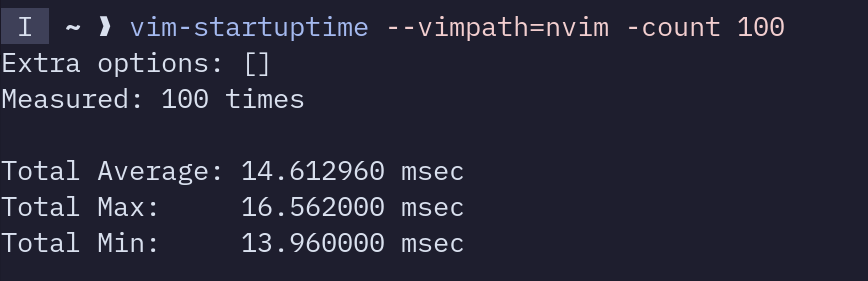 I ~ ❱ vim-startuptime --vimpath=nvim -count 100
Extra options: []
Measured: 100 times
Total Average: 14.612960 msec
Total Max: 16.562000 msec
Total Min: 13.960000 msec